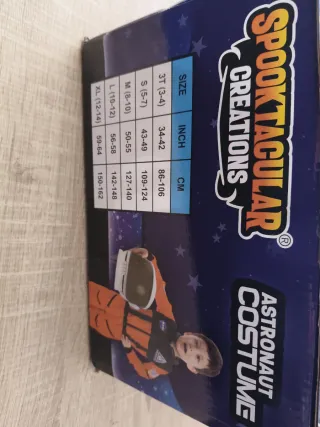 SPOOKTACULAR®
CREATIONS
ASTRONAUT
COSTUME
SIZE INCH CM
3T (3-4) 34-42 86-106
S (5-7) 43-49 109-124
M (8-10) 50-55 127-140
L (10-12) 56-58 142-148
XL (12-14) 59-64 150-162